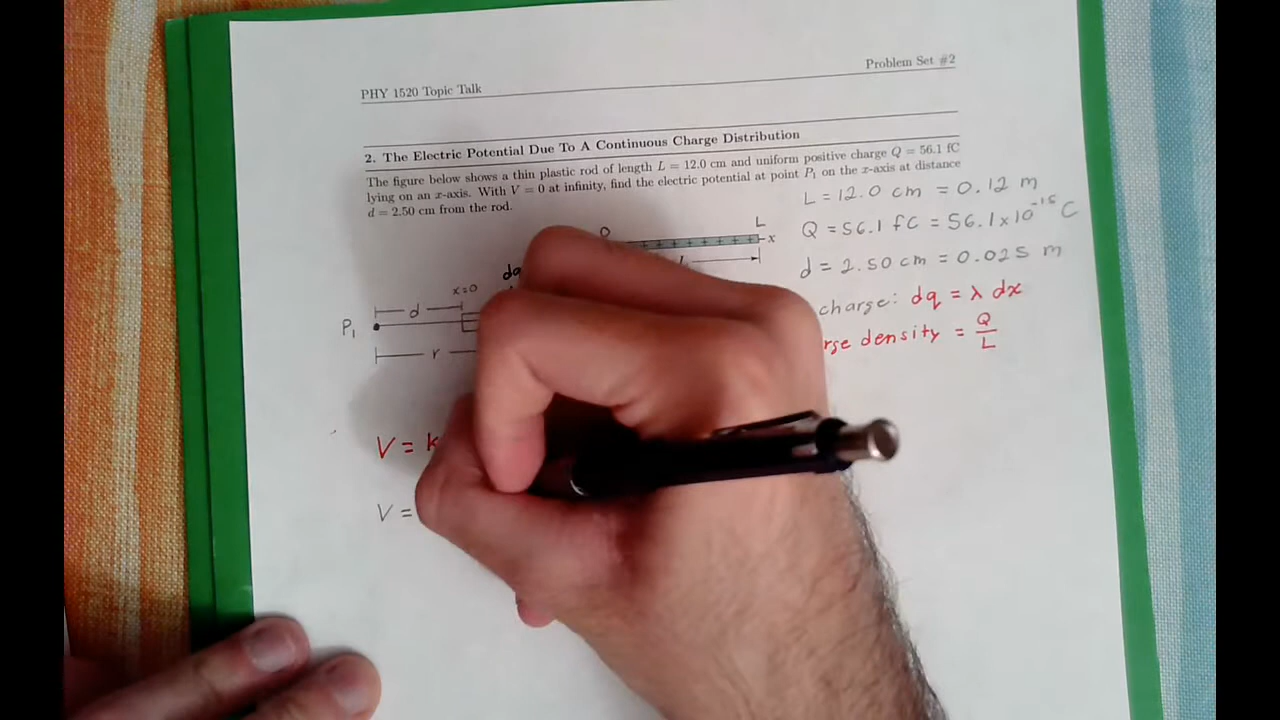 PHY 1520 Topic Talk
Problem Set #2
2. The Electric Potential Due To A Continuous Charge Distribution
The figure below shows a thin plastic rod of length L = 12.0 cm and uniform positive charge Q = 56.1 fC
lying on an x-axis. With V = 0 at infinity, find the electric potential at point P₁ on the x-axis at distance
d = 2.50 cm from the rod.
L = 12.0 cm = 0.12 m
Q = 56.1 fC = 56.1 x 10⁻¹⁵ C
d = 2.50 cm = 0.025 m
charge: dq = λ dx
density = Q/L
0
L
+ + + + + +
x
dq
x=0
d
P₁
r
V = k
V =